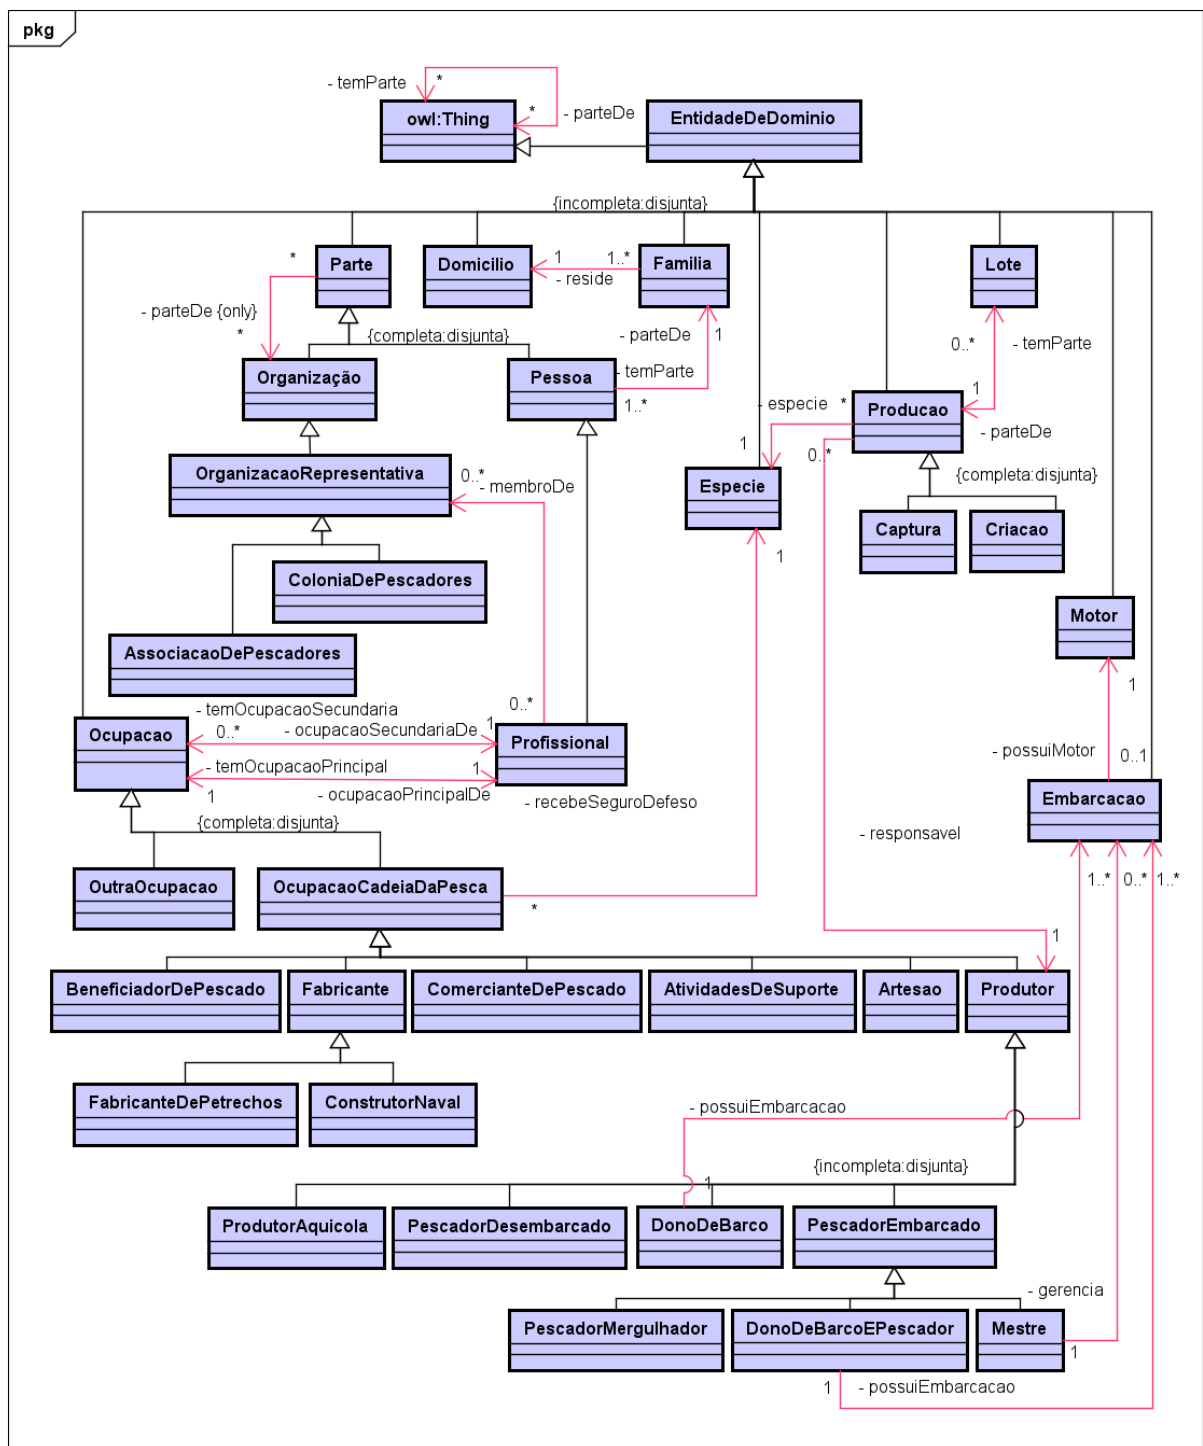 pkg
- temParte
*
*
- parteDe
owl:Thing
EntidadeDeDominio
{incompleta:disjunta}
*
Parte
Domicilio
1
1..*
- reside
Familia
Lote
- parteDe {only}
*
{completa:disjunta}
- parteDe
1
0..*
- temParte
Organização
Pessoa
- temParte
1..*
- especie
*
Producao
1
- parteDe
OrganizacaoRepresentativa
0..*
- membroDe
1
0..*
Especie
1
{completa:disjunta}
Captura
Criacao
ColoniaDePescadores
AssociacaoDePescadores
Motor
1
- temOcupacaoSecundaria
0..*
- ocupacaoSecundariaDe
1
0..*
Ocupacao
Profissional
- temOcupacaoPrincipal
1
1
- ocupacaoPrincipalDe
- recebeSeguroDefeso
- possuiMotor
0..1
Embarcacao
{completa:disjunta}
- responsavel
OutraOcupacao
OcupacaoCadeiaDaPesca
*
1..*
0..*
1..*
1
BeneficiadorDePescado
Fabricante
ComercianteDePescado
AtividadesDeSuporte
Artesao
Produtor
FabricanteDePetrechos
ConstrutorNaval
- possuiEmbarcacao
{incompleta:disjunta}
1
ProdutorAquicola
PescadorDesembarcado
DonoDeBarco
PescadorEmbarcado
- gerencia
PescadorMergulhador
DonoDeBarcoEPescador
Mestre
1
1
- possuiEmbarcacao